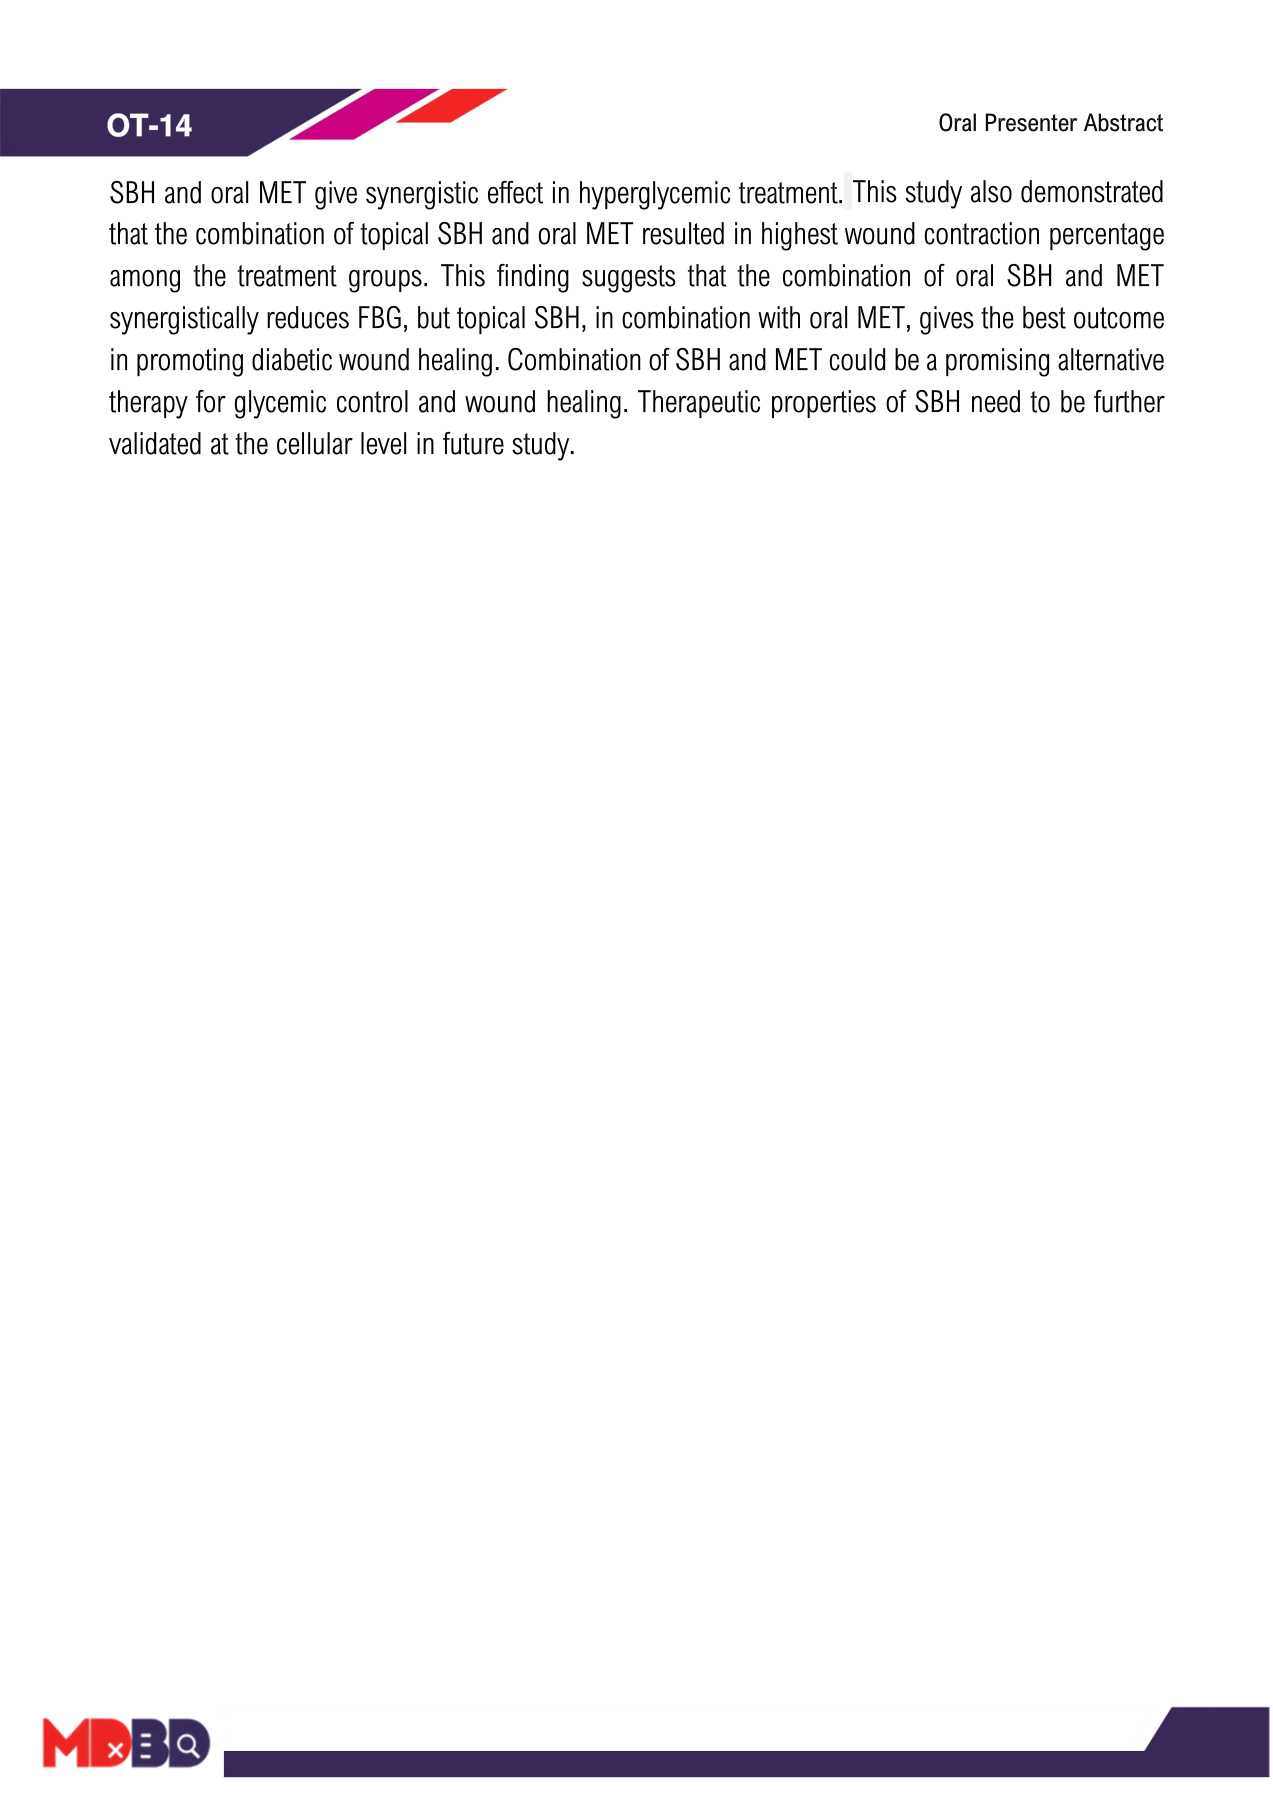 OT-14
Oral Presenter Abstract
SBH and oral MET give synergistic effect in hyperglycemic treatment. This study also demonstrated
that the combination of topical SBH and oral MET resulted in highest wound contraction percentage
among the treatment groups. This finding suggests that the combination of oral SBH and MET
synergistically reduces FBG, but topical SBH, in combination with oral MET, gives the best outcome
in promoting diabetic wound healing. Combination of SBH and MET could be a promising alternative
therapy for glycemic control and wound healing. Therapeutic properties of SBH need to be further
validated at the cellular level in future study.
MDxBD